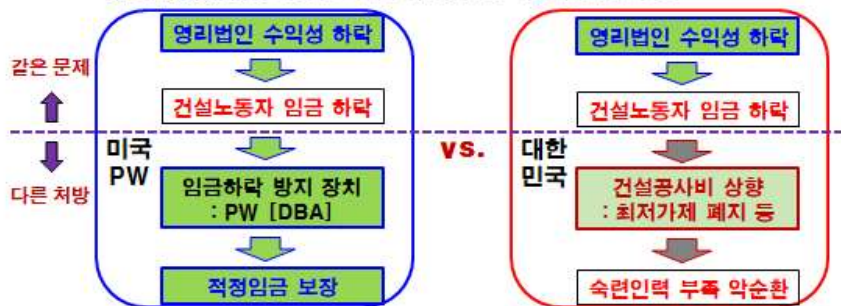 영리법인 수익성 하락
영리법인 수익성 하락
같은 문제
건설노동자 임금 하락
건설노동자 임금 하락
미국
PW
vs.
대한
민국
다른 처방
임금하락 방지 장치
: PW [DBA]
건설공사비 상향
: 최저가제 폐지 등
적정임금 보장
숙련인력 부족 악순환